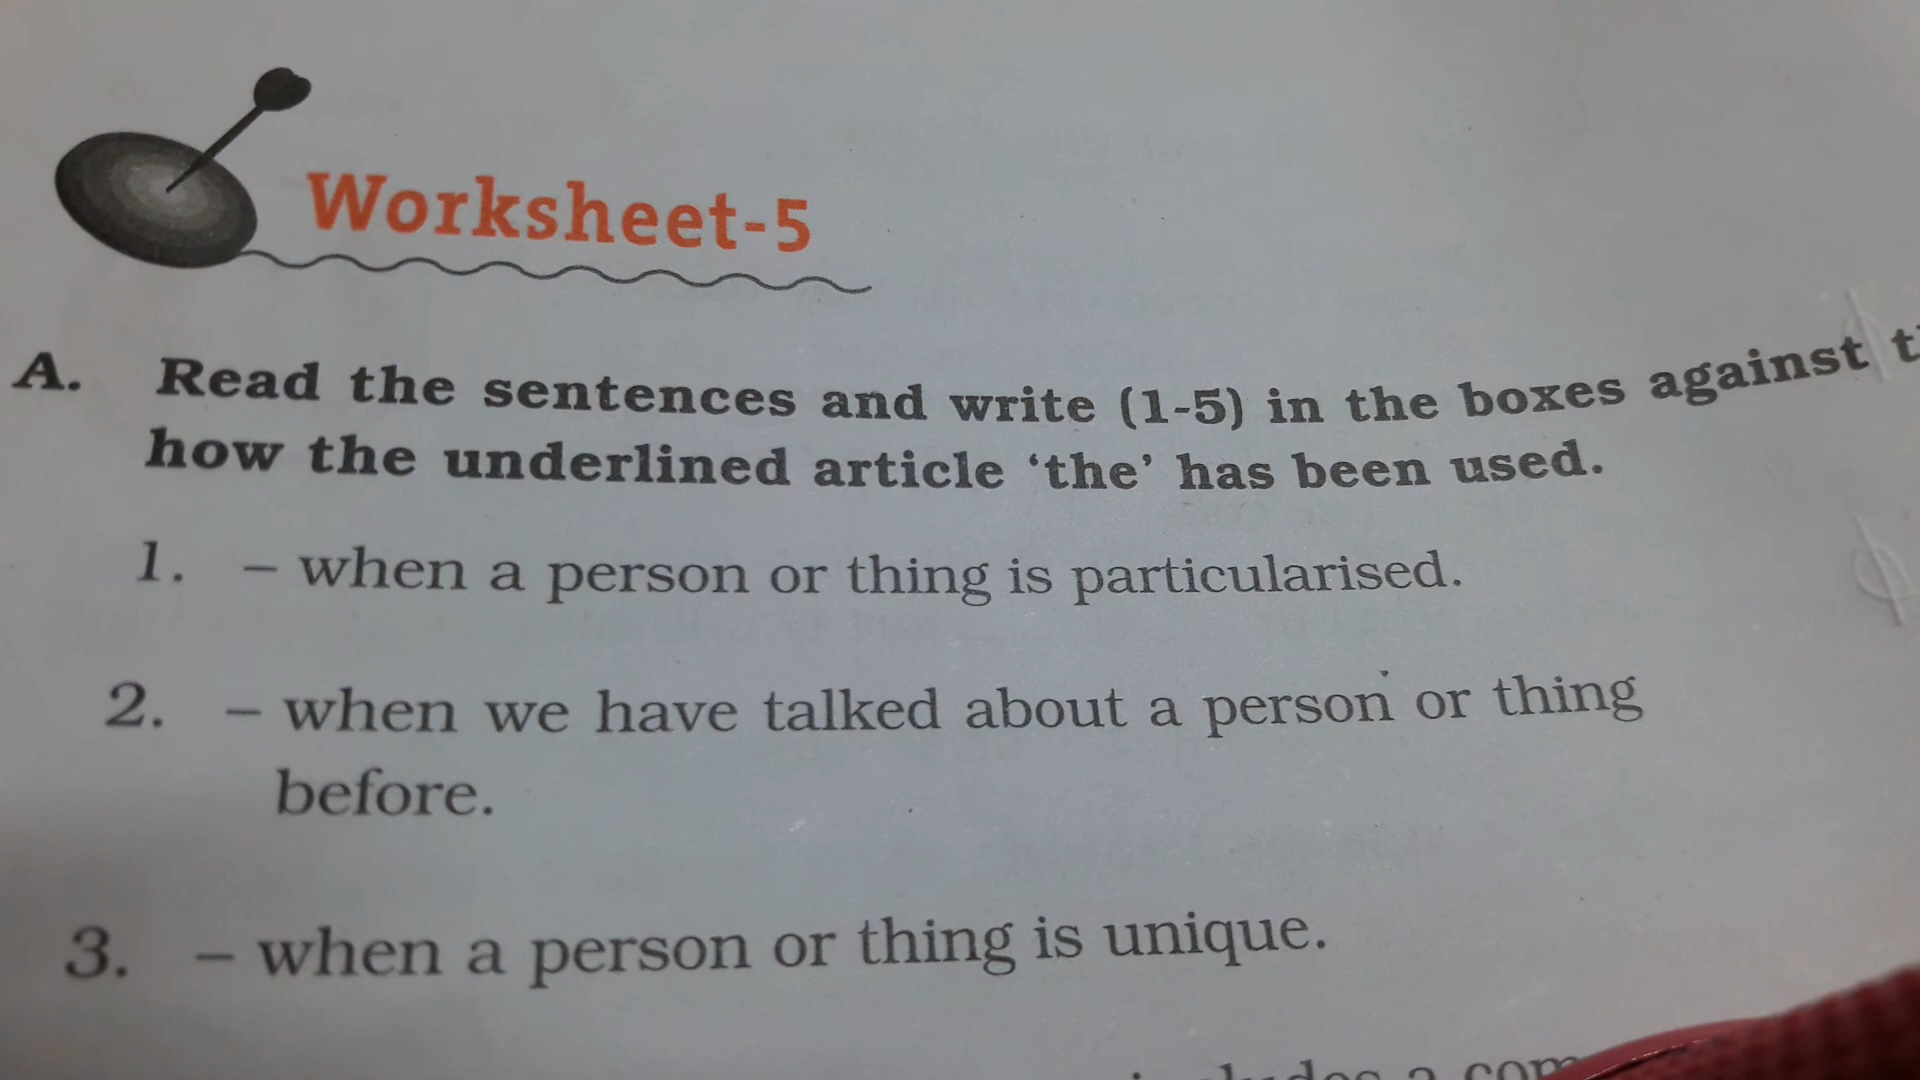 Worksheet-5
A. Read the sentences and write (1-5) in the boxes against
how the underlined article ‘the’ has been used.
1. – when a person or thing is particularised.
2. – when we have talked about a person or thing
before.
3. – when a person or thing is unique.
a